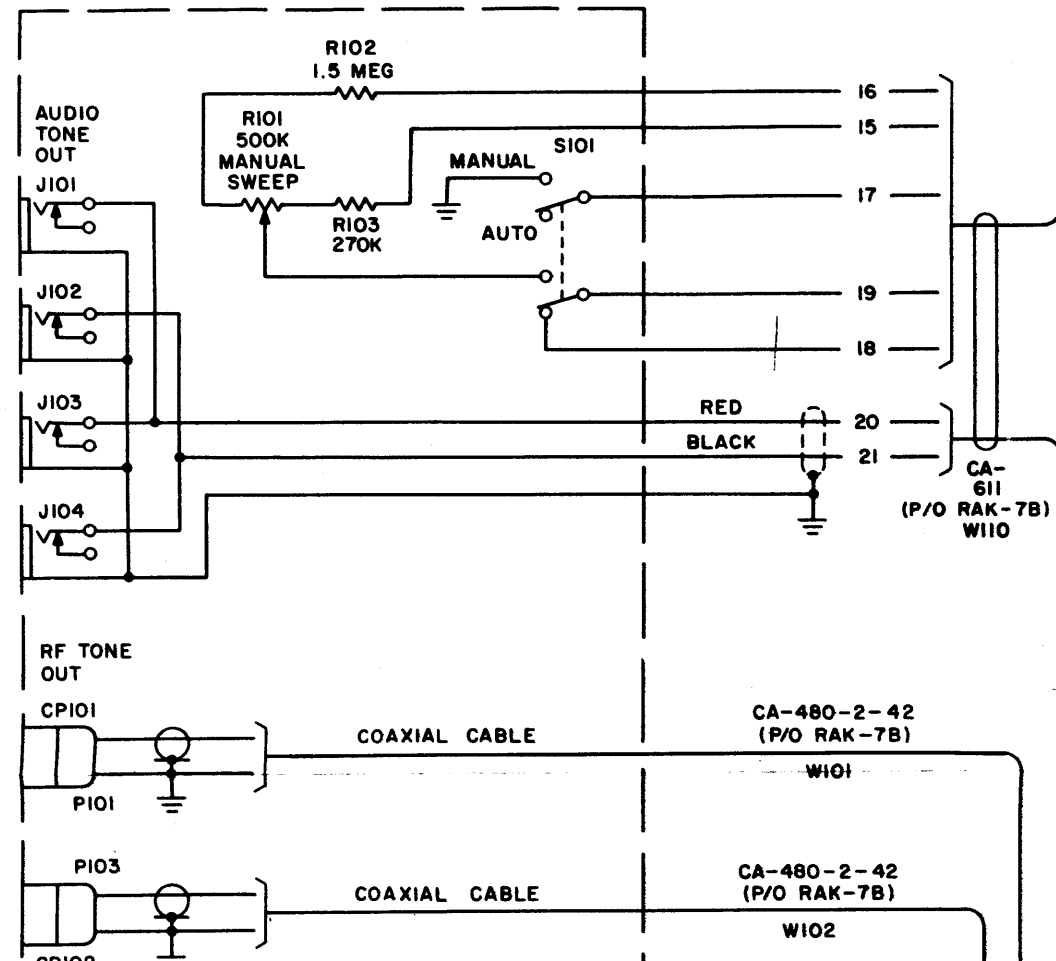 R102
1.5 MEG
16
AUDIO
TONE
OUT
R101
500K
MANUAL
SWEEP
15
S101
MANUAL
J101
17
R103
270K
AUTO
J102
19
18
J103
RED
20
BLACK
21
CA-
611
(P/O RAK-7B)
W110
J104
RF TONE
OUT
CP101
COAXIAL CABLE
CA-480-2-42
(P/O RAK-7B)
W101
P101
P103
COAXIAL CABLE
CA-480-2-42
(P/O RAK-7B)
W102